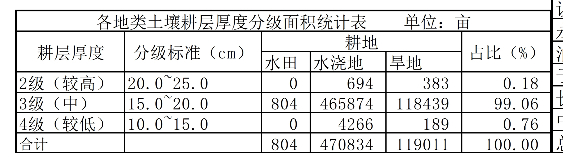 各地类土壤耕层厚度分级面积统计表 单位：亩
耕层厚度 分级标准（cm） 耕地 占比（%）
水田 水浇地 旱地
2级（较高） 20.0~25.0 0 694 383 0.18
3级（中） 15.0~20.0 804 465874 118439 99.06
4级（较低） 10.0~15.0 0 4266 189 0.76
合计 804 470834 119011 100.00